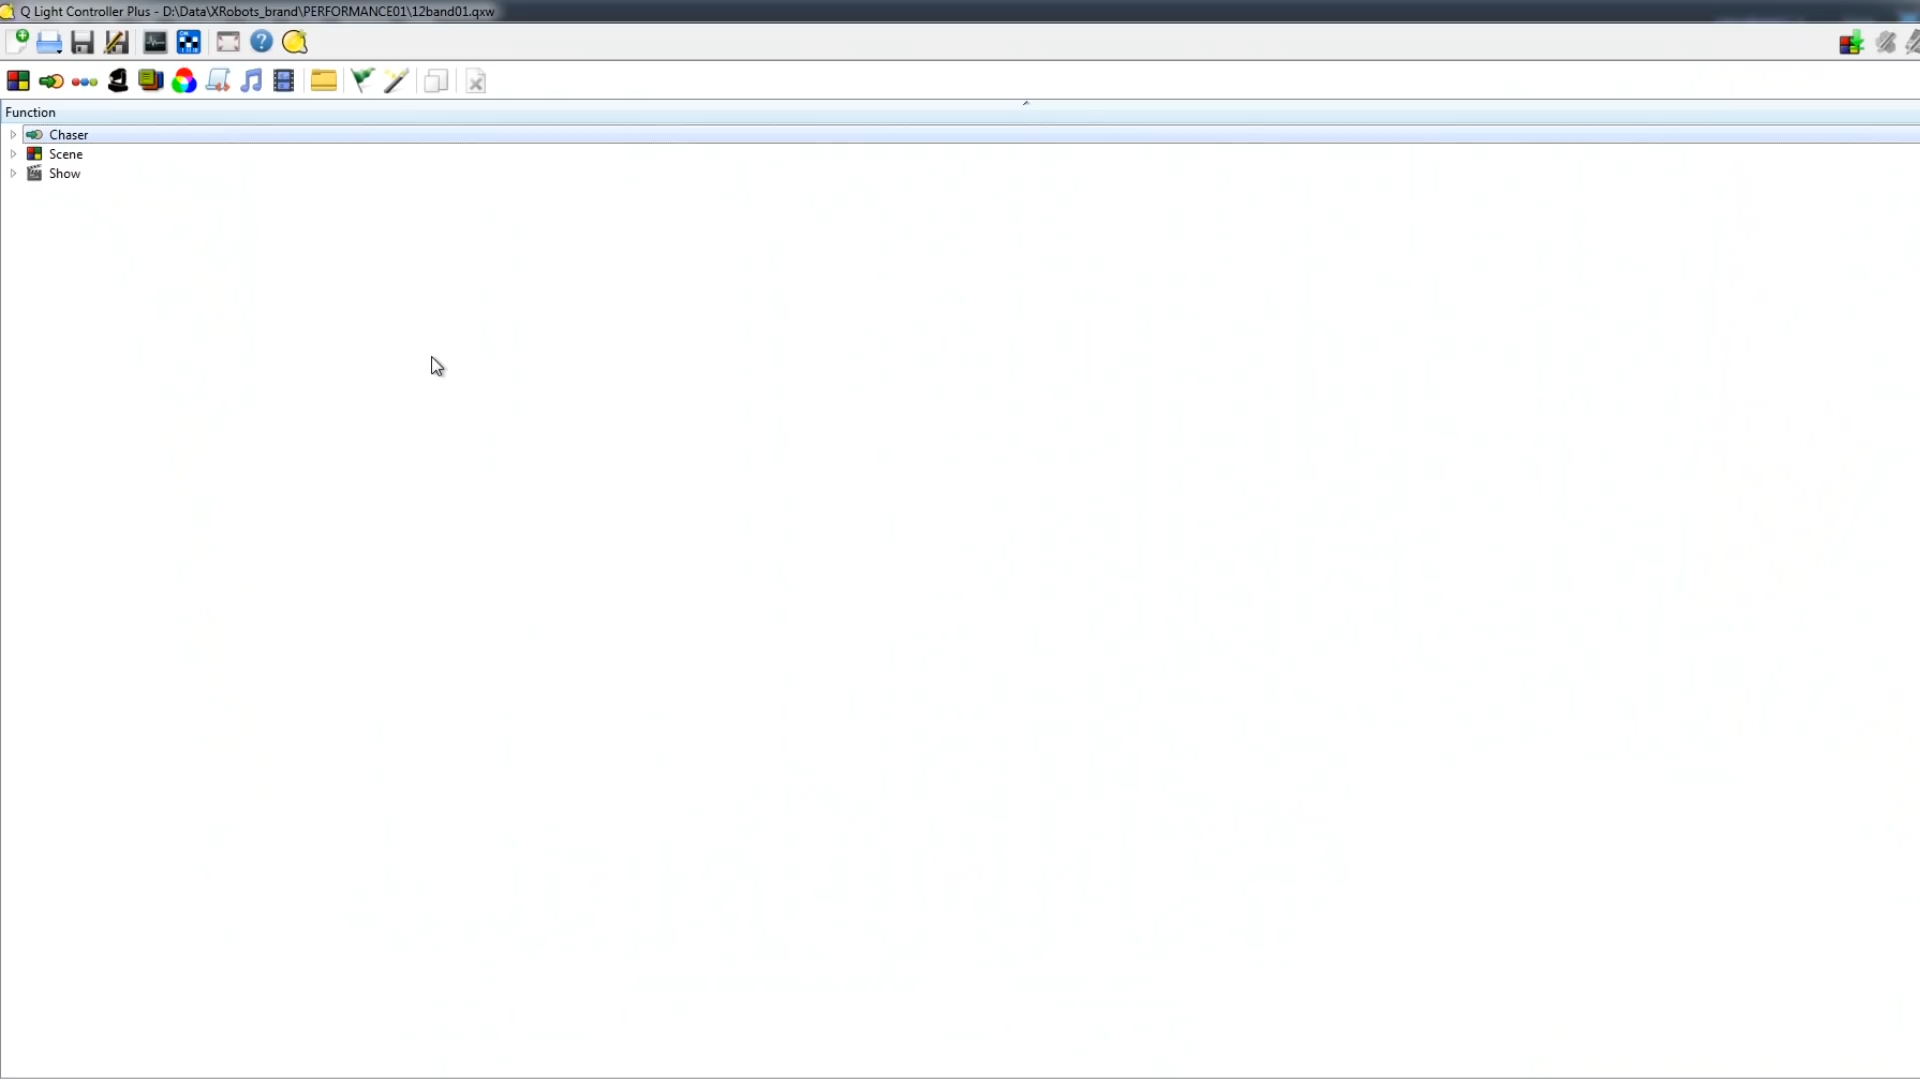 Q Light Controller Plus - D:\Data\XRobots_brand\PERFORMANCE01\12band01.qxw
Function
Chaser
Scene
Show